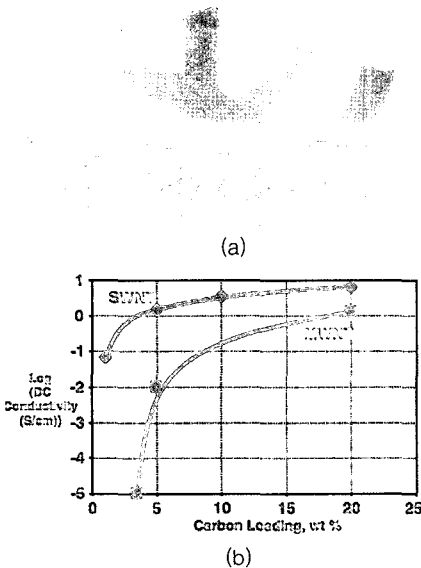 (a)
1
0
-1
-2
-3
-4
-5
Log
(DC
Conductivity
(S/cm))
SWNT
0 5 10 15 20 25
Carbon Loading, wt %
(b)